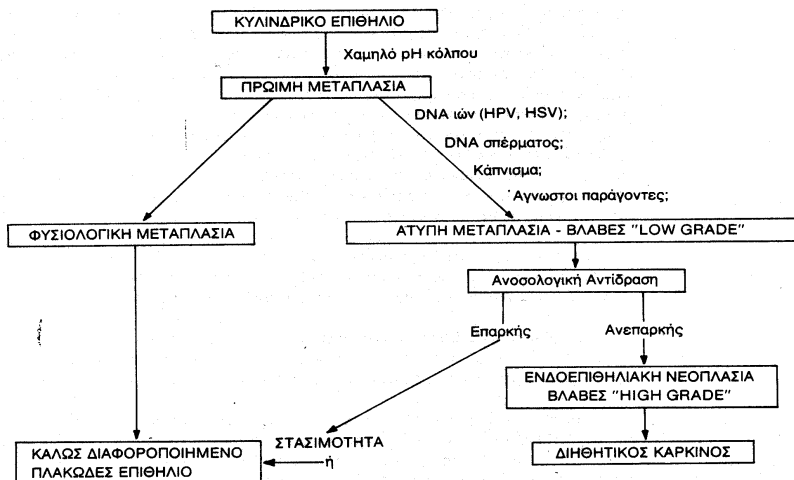 ΚΥΛΙΝΔΡΙΚΟ ΕΠΙΘΗΛΙΟ
Χαμηλό pH κόλπου
ΠΡΩΙΜΗ ΜΕΤΑΠΛΑΣΙΑ
DNA ιών (HPV, HSV);
DNA σπέρματος;
Κάπνισμα;
Άγνωστοι παράγοντες;
ΦΥΣΙΟΛΟΓΙΚΗ ΜΕΤΑΠΛΑΣΙΑ
ΑΤΥΠΗ ΜΕΤΑΠΛΑΣΙΑ - ΒΛΑΒΕΣ "LOW GRADE"
Ανοσολογική Αντίδραση
Επαρκής
Ανεπαρκής
ΕΝΔΟΕΠΙΘΗΛΙΑΚΗ ΝΕΟΠΛΑΣΙΑ
ΒΛΑΒΕΣ "HIGH GRADE"
ΣΤΑΣΙΜΟΤΗΤΑ
ή
ΚΑΛΩΣ ΔΙΑΦΟΡΟΠΟΙΗΜΕΝΟ
ΠΛΑΚΩΔΕΣ ΕΠΙΘΗΛΙΟ
ΔΙΗΘΗΤΙΚΟΣ ΚΑΡΚΙΝΟΣ